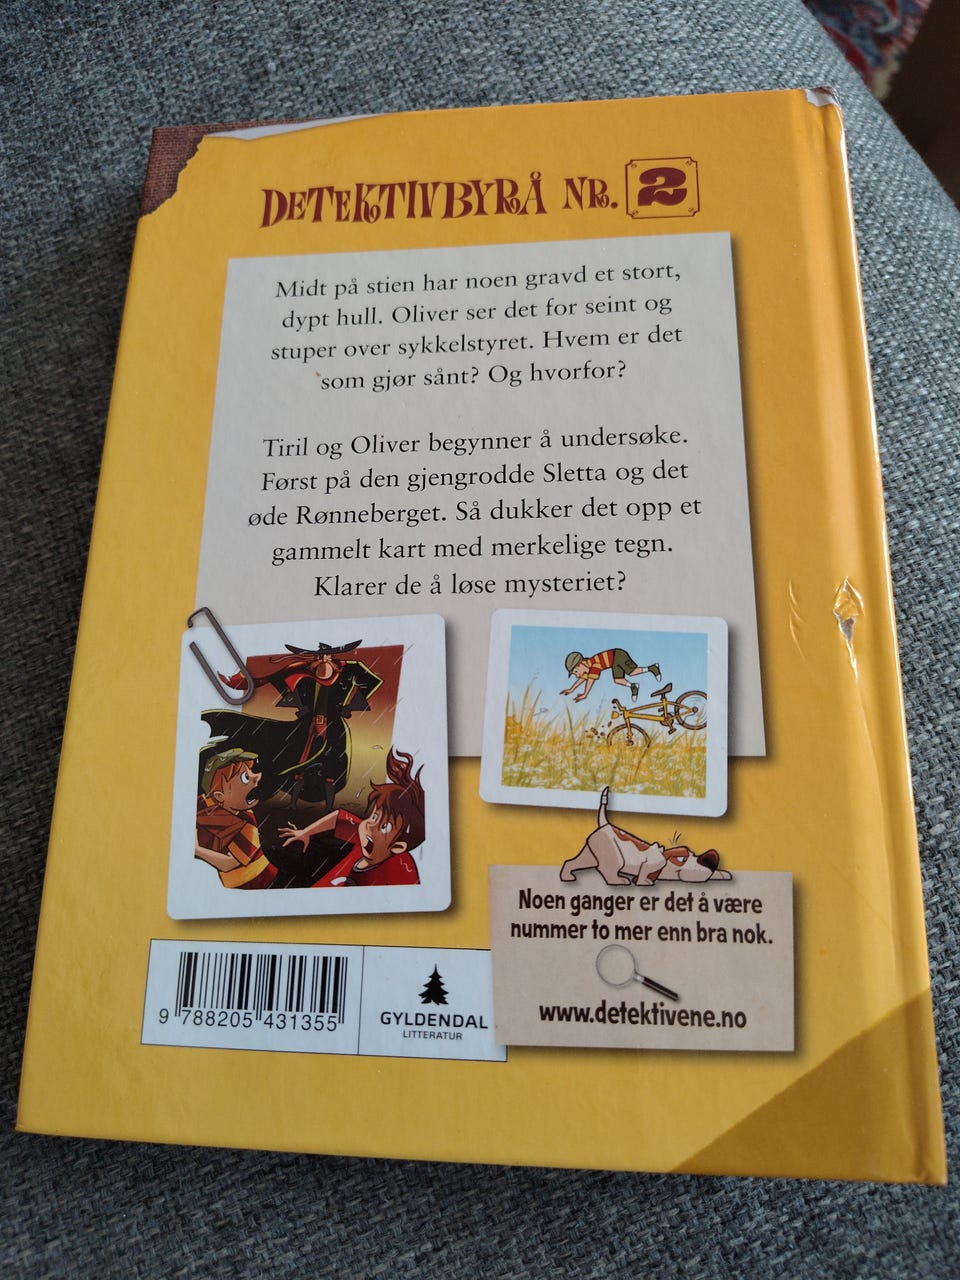 DETEKTIVBYRÅ NR. 2
Midt på stien har noen gravd et stort,
dypt hull. Oliver ser det for seint og
stuper over sykkelstyret. Hvem er det
som gjør sånt? Og hvorfor?
Tiril og Oliver begynner å undersøke.
Først på den gjengrodde Sletta og det
øde Rønneberget. Så dukker det opp et
gammelt kart med merkelige tegn.
Klarer de å løse mysteriet?
Noen ganger er det å være
nummer to mer enn bra nok.
www.detektivene.no
9 788205 431355
GYLDENDAL
LITTERATUR